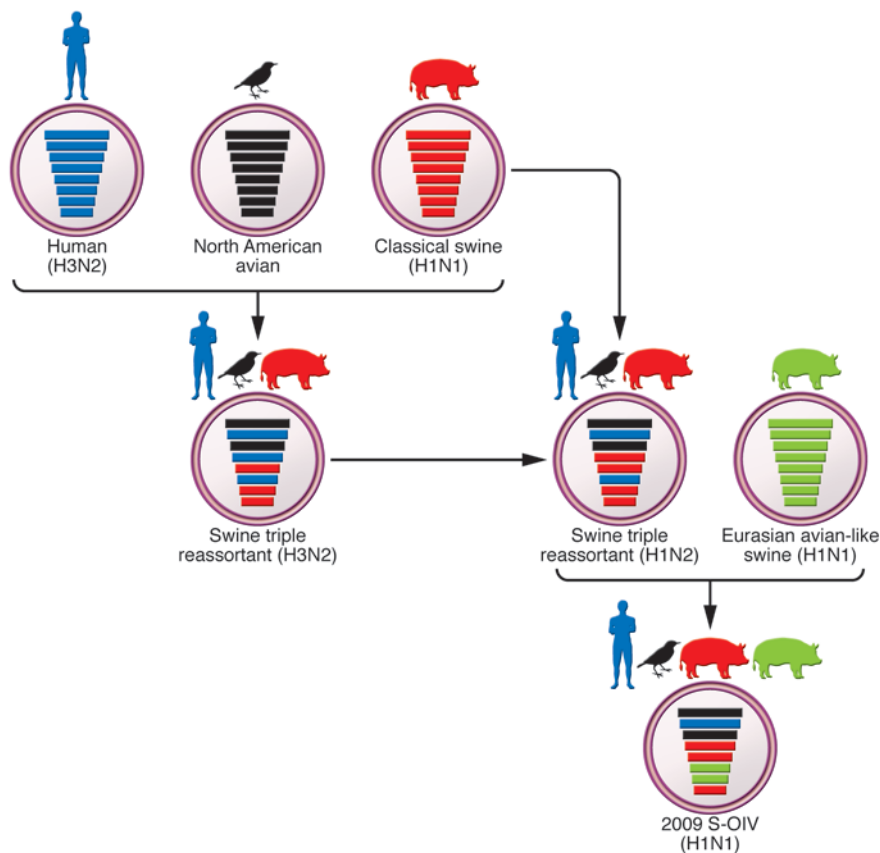 Human
(H3N2)
North American
avian
Classical swine
(H1N1)
Swine triple
reassortant (H3N2)
Swine triple
reassortant (H1N2)
Eurasian avian-like
swine (H1N1)
2009 S-OIV
(H1N1)